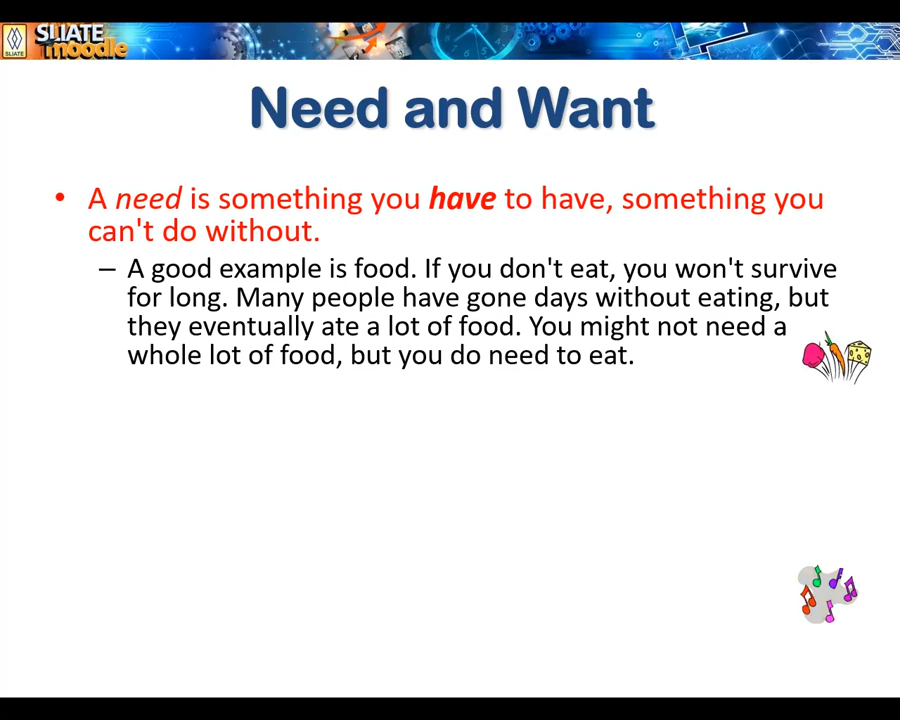 SLIATE
moodle
SLIATE
Need and Want
• A need is something you have to have, something you
can't do without.
– A good example is food. If you don't eat, you won't survive
for long. Many people have gone days without eating, but
they eventually ate a lot of food. You might not need a
whole lot of food, but you do need to eat.